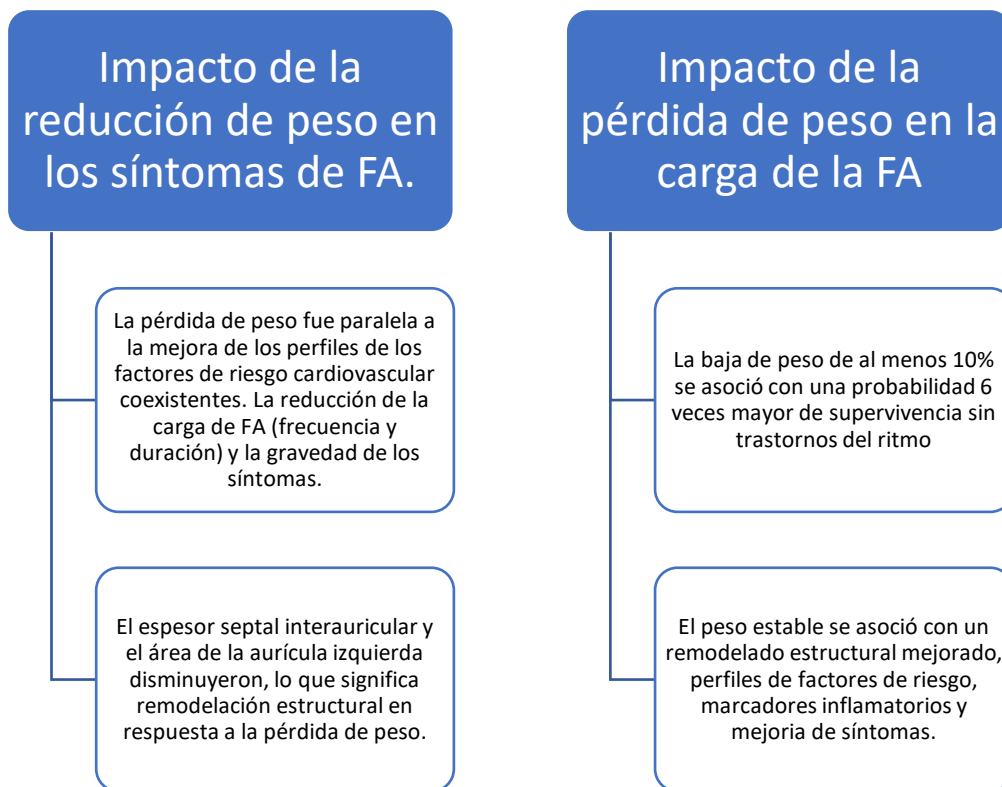 Impacto de la
reducción de peso en
los síntomas de FA.
La pérdida de peso fue paralela a
la mejora de los perfiles de los
factores de riesgo cardiovascular
coexistentes. La reducción de la
carga de FA (frecuencia y
duración) y la gravedad de los
síntomas.
El espesor septal interauricular y
el área de la aurícula izquierda
disminuyeron, lo que significa
remodelación estructural en
respuesta a la pérdida de peso.
Impacto de la
pérdida de peso en la
carga de la FA
La baja de peso de al menos 10%
se asoció con una probabilidad 6
veces mayor de supervivencia sin
trastornos del ritmo
El peso estable se asoció con un
remodelado estructural mejorado,
perfiles de factores de riesgo,
marcadores inflamatorios y
mejoria de síntomas.